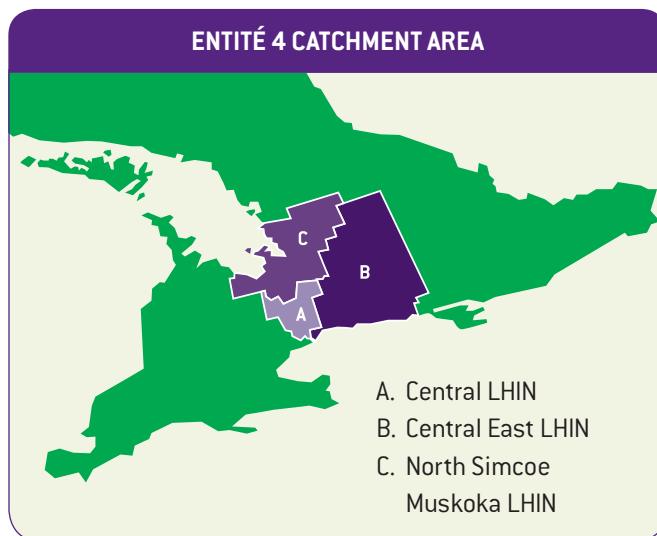 ENTITÉ 4 CATCHMENT AREA
C
B
A
A. Central LHIN
B. Central East LHIN
C. North Simcoe
Muskoka LHIN